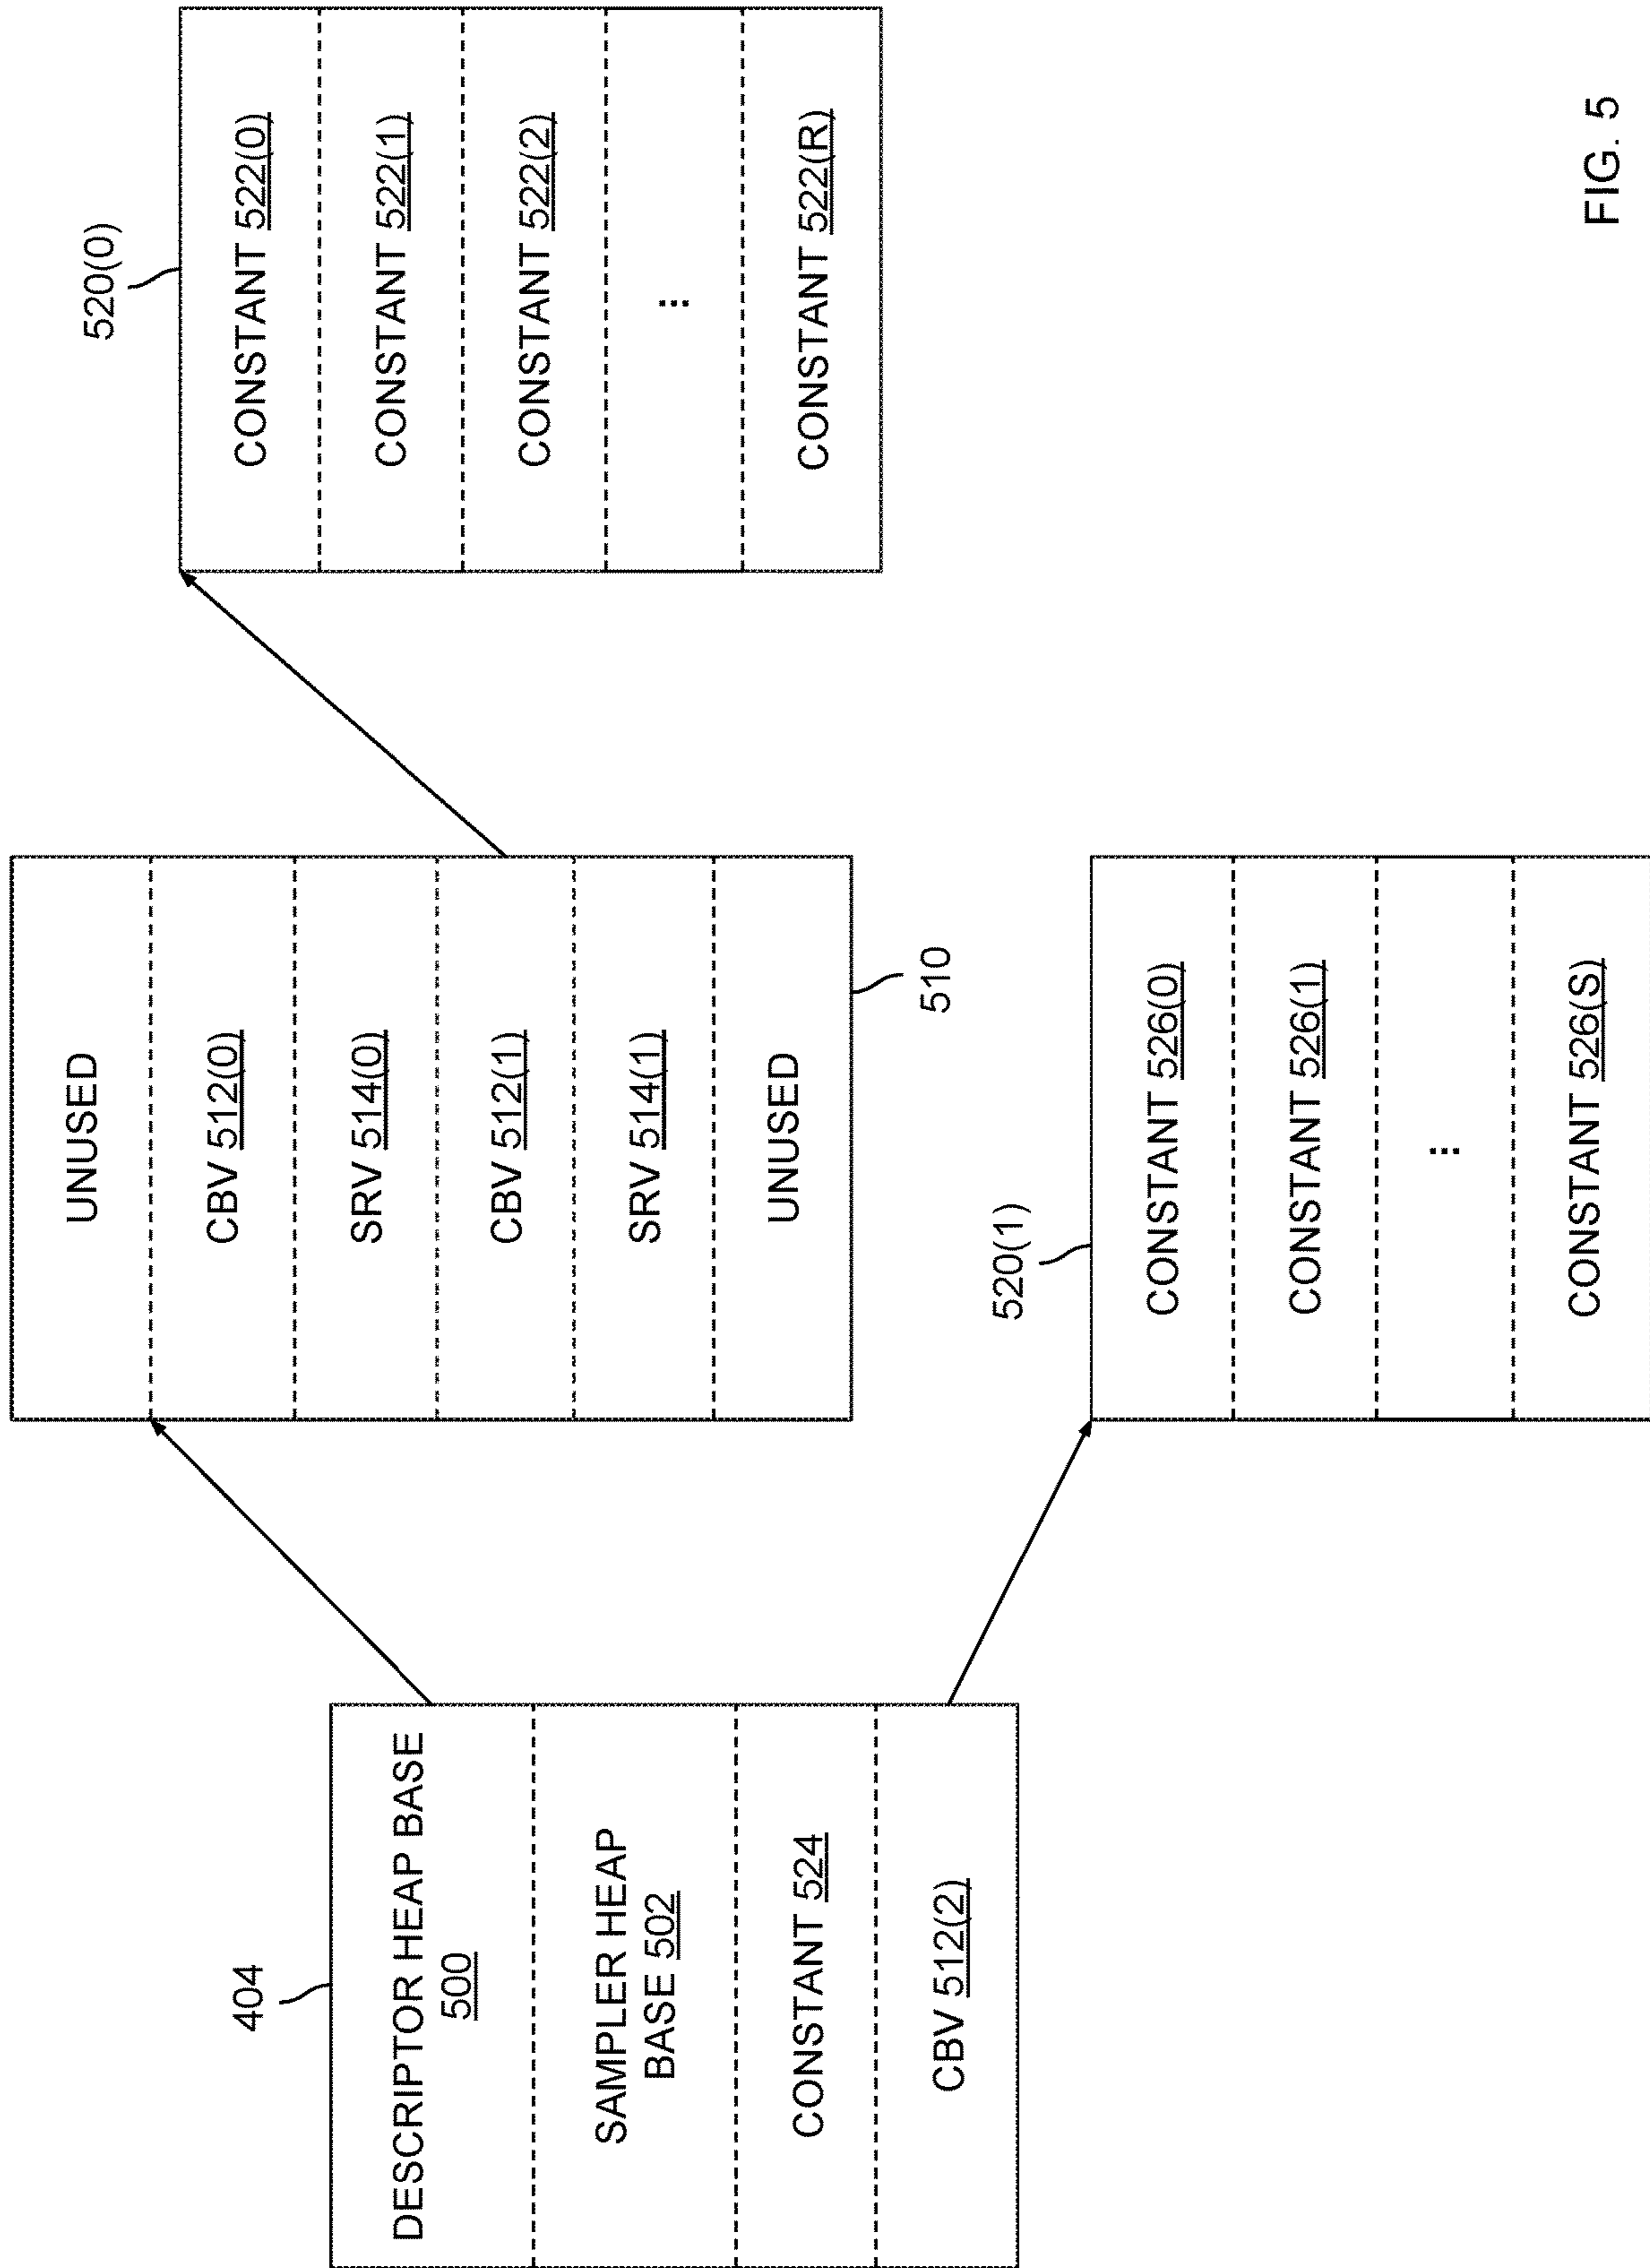 404
DESCRIPTOR HEAP BASE
500
SAMPLER HEAP
BASE 502
CONSTANT 524
CBV 512(2)
UNUSED
CBV 512(0)
SRV 514(0)
CBV 512(1)
SRV 514(1)
UNUSED
510
520(0)
CONSTANT 522(0)
CONSTANT 522(1)
CONSTANT 522(2)
...
CONSTANT 522(R)
520(1)
CONSTANT 526(0)
CONSTANT 526(1)
...
CONSTANT 526(S)
FIG. 5